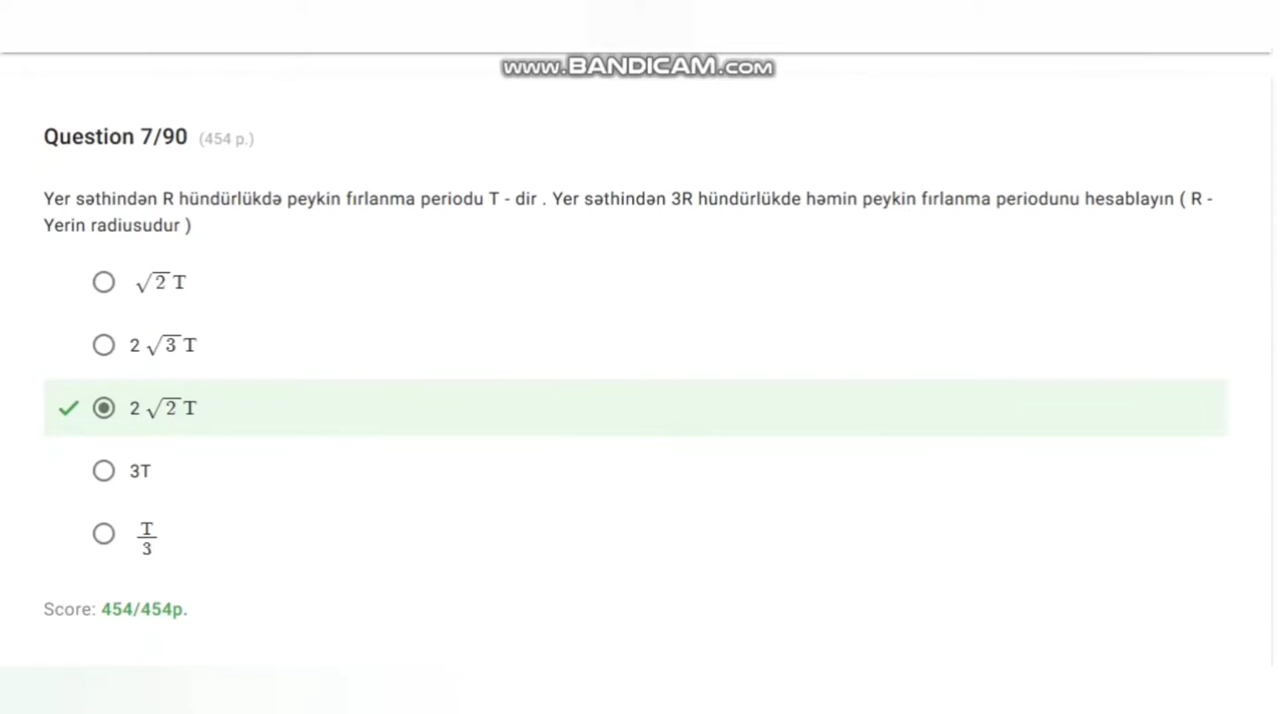 www.BANDICAM.com
Question 7/90 (454 p.)
Yer səthindən R hündürlükdə peykin fırlanma periodu T - dir . Yer səthindən 3R hündürlükde həmin peykin fırlanma periodunu hesablayın ( R -
Yerin radiusudur )
√2 T
2 √3 T
2 √2 T
3T
T
3
Score: 454/454p.